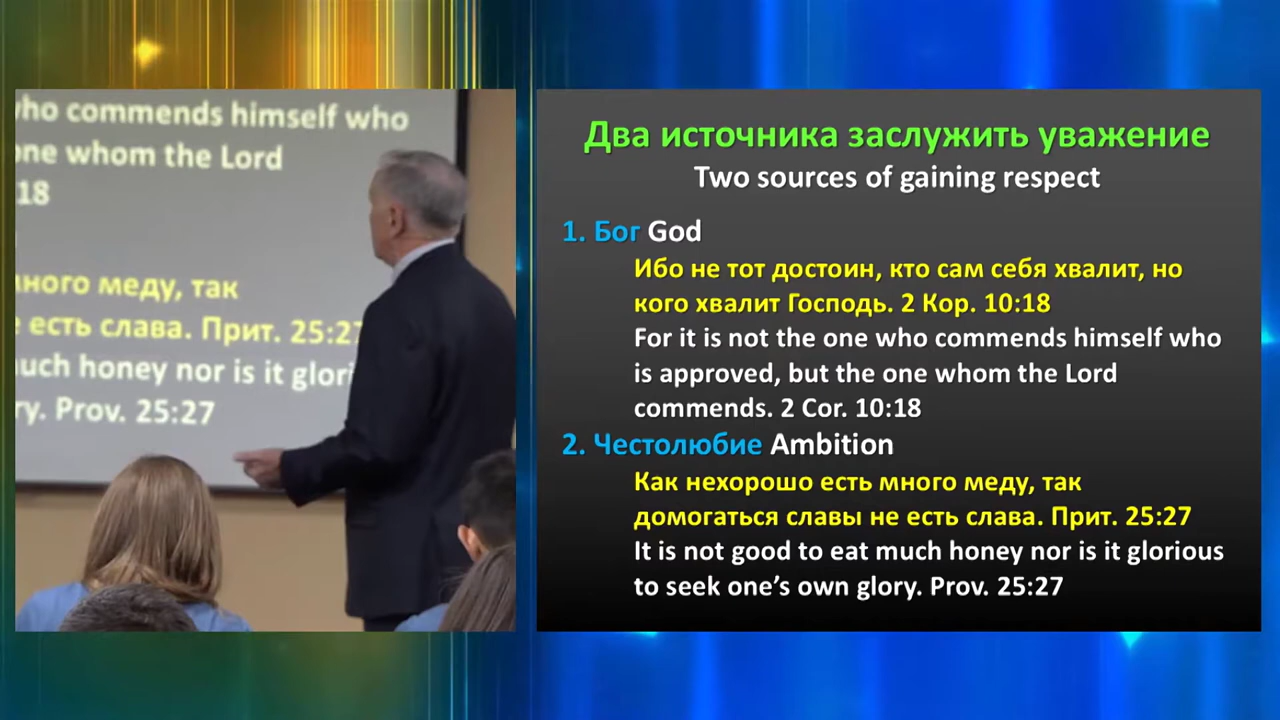 who commends himself who
one whom the Lord
18
много меду, так
е есть слава. Прит. 25:27
much honey nor is it glori
ry. Prov. 25:27
Два источника заслужить уважение
Two sources of gaining respect
1. Бог God
Ибо не тот достоин, кто сам себя хвалит, но
кого хвалит Господь. 2 Кор. 10:18
For it is not the one who commends himself who
is approved, but the one whom the Lord
commends. 2 Cor. 10:18
2. Честолюбие Ambition
Как нехорошо есть много меду, так
домогаться славы не есть слава. Прит. 25:27
It is not good to eat much honey nor is it glorious
to seek one’s own glory. Prov. 25:27